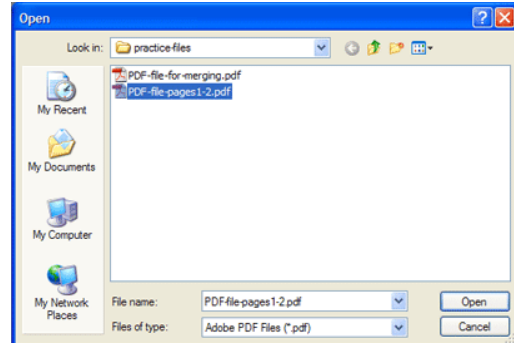 Open
Look in: practice-files
PDF-file-for-merging.pdf
PDF-file-pages1-2.pdf
My Recent
My Documents
My Computer
My Network
Places
File name: PDF-file-pages1-2.pdf Open
Files of type: Adobe PDF Files (*.pdf) Cancel